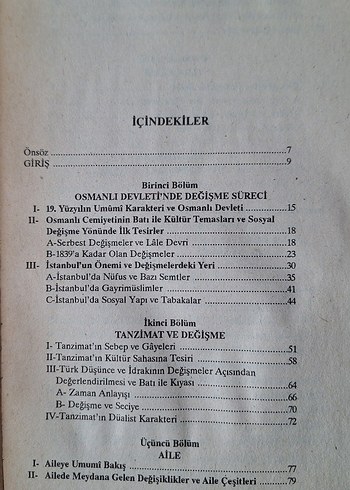 İÇİNDEKİLER
Önsöz ........................................................................7
GİRİŞ ........................................................................9
Birinci Bölüm
OSMANLI DEVLETİ'NDE DEĞİŞME SÜRECİ
I- 19. Yüzyılın Umûmî Karakteri ve Osmanlı Devleti ............15
II- Osmanlı Cemiyetinin Batı ile Kültür Temasları ve Sosyal
Değişme Yönünde İlk Tesirler ....................................18
A-Serbest Değişmeler ve Lâle Devri ............................18
B-1839'a Kadar Olan Değişmeler ................................23
III- İstanbul'un Önemi ve Değişmelerdeki Yeri ....................30
A-İstanbul'da Nüfus ve Bazı Semtler ............................35
B-İstanbul'da Gayrimüslimler ....................................41
C-İstanbul'da Sosyal Yapı ve Tabakalar ........................44
İkinci Bölüm
TANZİMAT VE DEĞİŞME
I- Tanzimat'ın Sebep ve Gâyeleri ................................51
II-Tanzimat'ın Kültür Sahasına Tesiri ............................58
III-Türk Düşünce ve İdrakının Değişmeler Açısından
Değerlendirilmesi ve Batı ile Kıyası ............................64
A- Zaman Anlayışı ................................................66
B- Değişme ve Seciye ............................................70
IV-Tanzimat'ın Düalist Karakteri ................................72
Üçüncü Bölüm
AİLE
I- Aileye Umumî Bakış ............................................77
II- Ailede Meydana Gelen Değişiklikler ve Aile Çeşitleri ......79